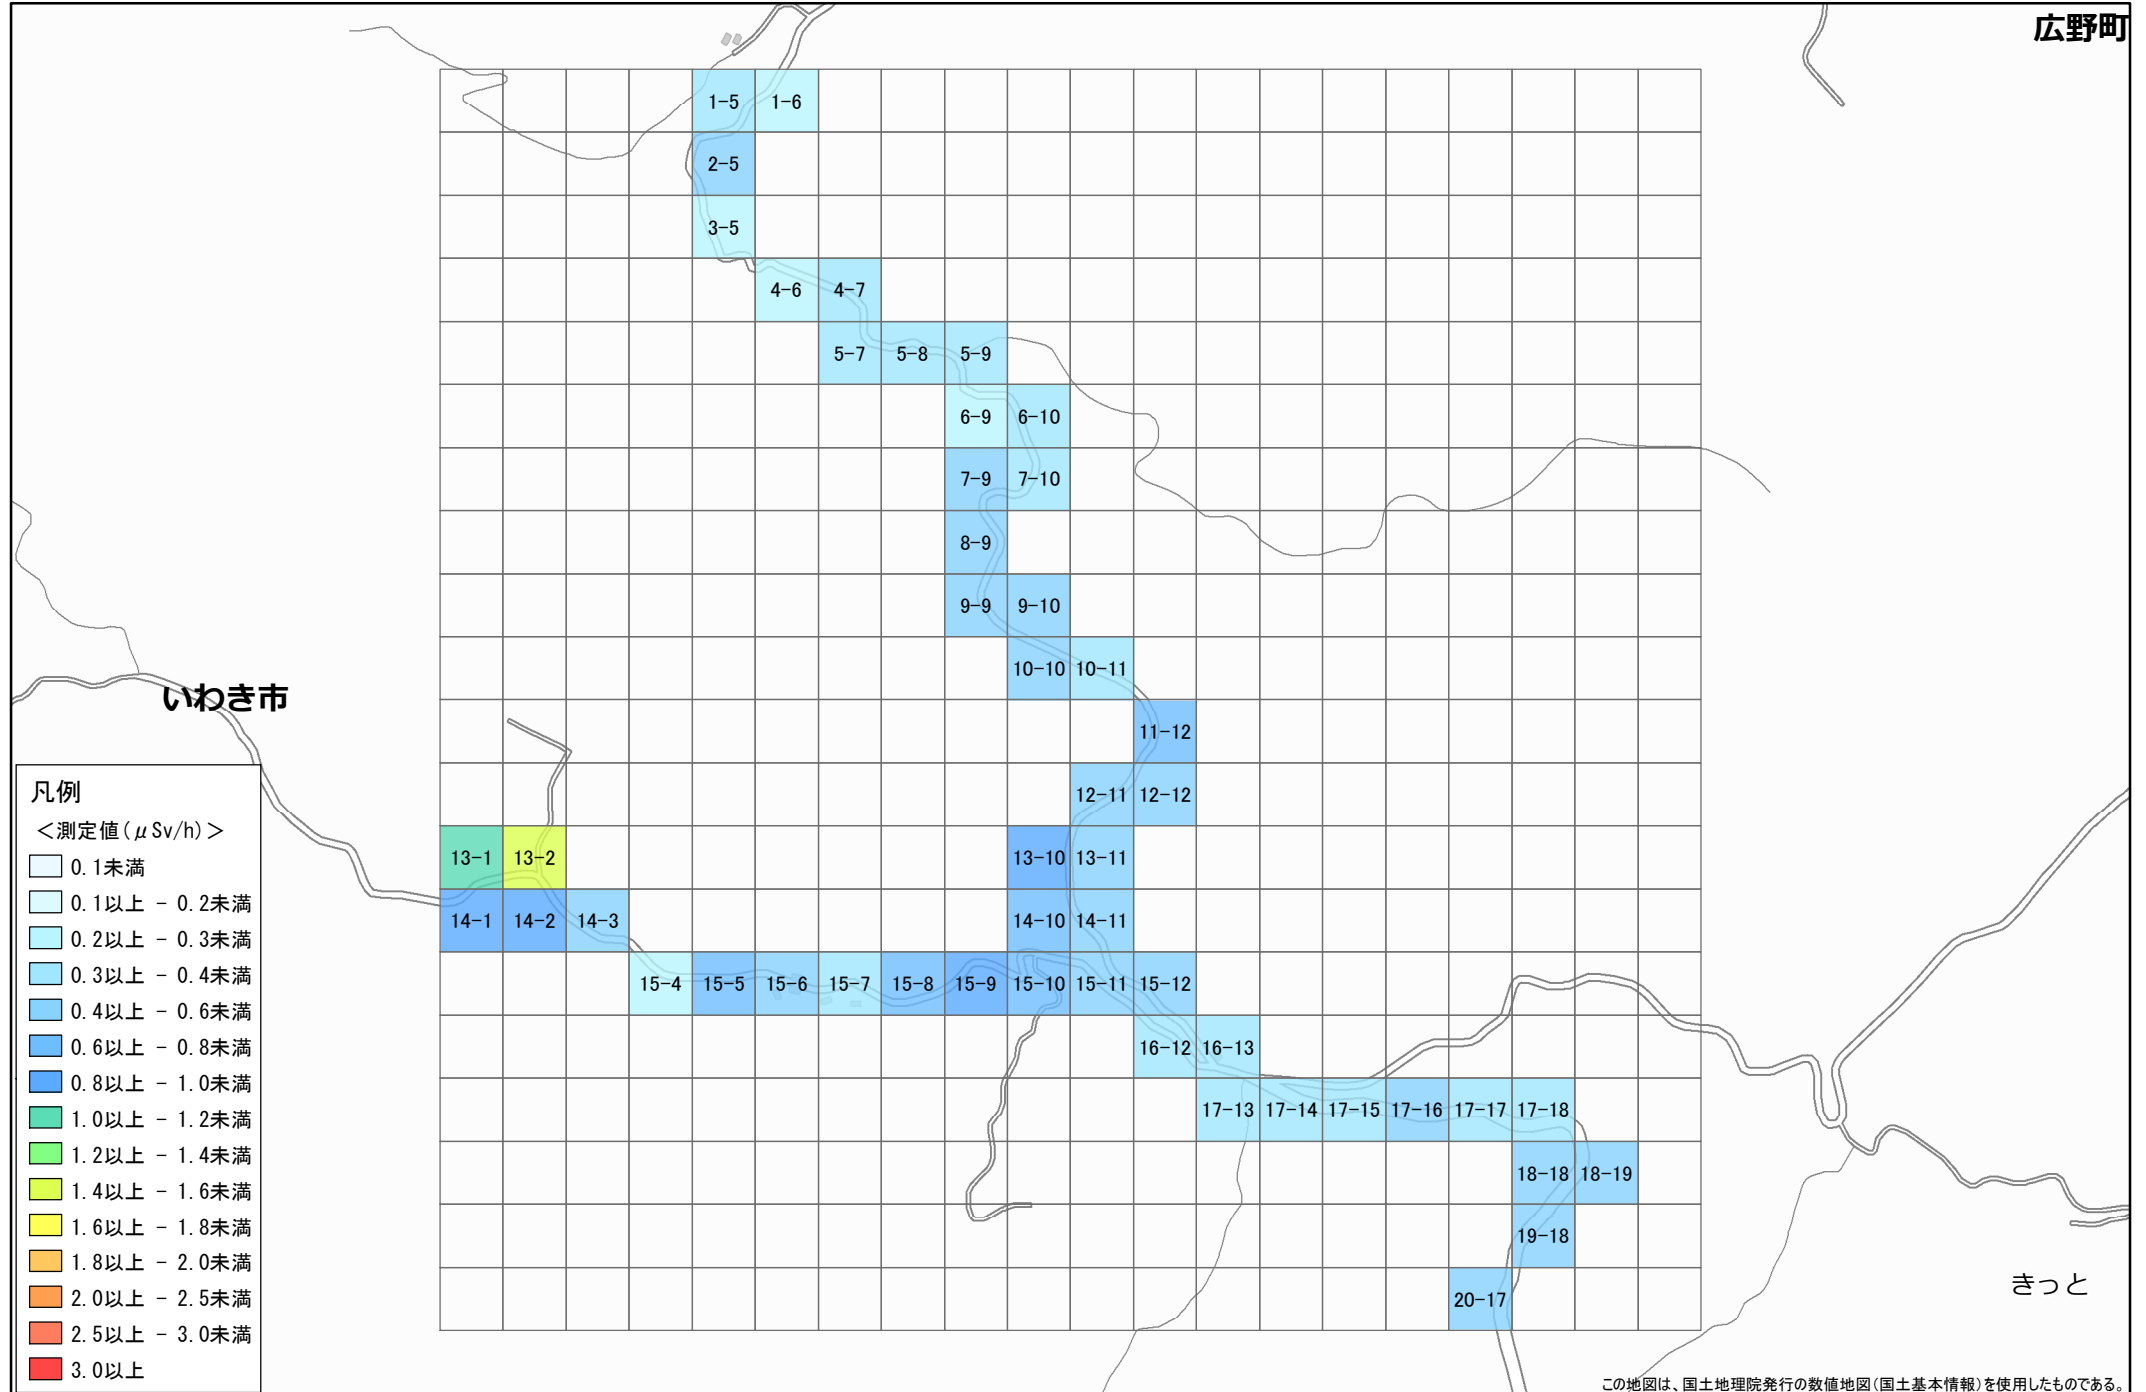 広野町
1-5 1-6
2-5
3-5
4-6 4-7
5-7 5-8 5-9
6-9 6-10
7-9 7-10
8-9
9-9 9-10
10-10 10-11
いわき市
11-12
12-11 12-12
13-1 13-2 13-10 13-11
14-1 14-2 14-3 14-10 14-11
15-4 15-5 15-6 15-7 15-8 15-9 15-10 15-11 15-12
16-12 16-13
17-13 17-14 17-15 17-16 17-17 17-18
18-18 18-19
19-18
20-17
きっと
凡例
<測定値(μSv/h)>
0.1未満
0.1以上 - 0.2未満
0.2以上 - 0.3未満
0.3以上 - 0.4未満
0.4以上 - 0.6未満
0.6以上 - 0.8未満
0.8以上 - 1.0未満
1.0以上 - 1.2未満
1.2以上 - 1.4未満
1.4以上 - 1.6未満
1.6以上 - 1.8未満
1.8以上 - 2.0未満
2.0以上 - 2.5未満
2.5以上 - 3.0未満
3.0以上
この地図は、国土地理院発行の数値地図(国土基本情報)を使用したものである。